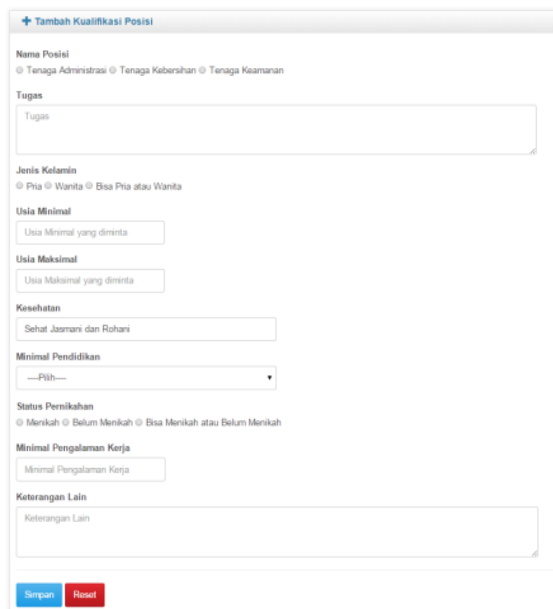 Tambah Kualifikasi Posisi
Nama Posisi
Tenaga Administrasi Tenaga Kebersihan Tenaga Keamanan
Tugas
Tugas
Jenis Kelamin
Pria Wanita Bisa Pria atau Wanita
Usia Minimal
Usia Minimal yang diminta
Usia Maksimal
Usia Maksimal yang diminta
Kesehatan
Sehat Jasmani dan Rohani
Minimal Pendidikan
----Pilih----
Status Pernikahan
Menikah Belum Menikah Bisa Menikah atau Belum Menikah
Minimal Pengalaman Kerja
Minimal Pengalaman Kerja
Keterangan Lain
Keterangan Lain
Simpan Reset